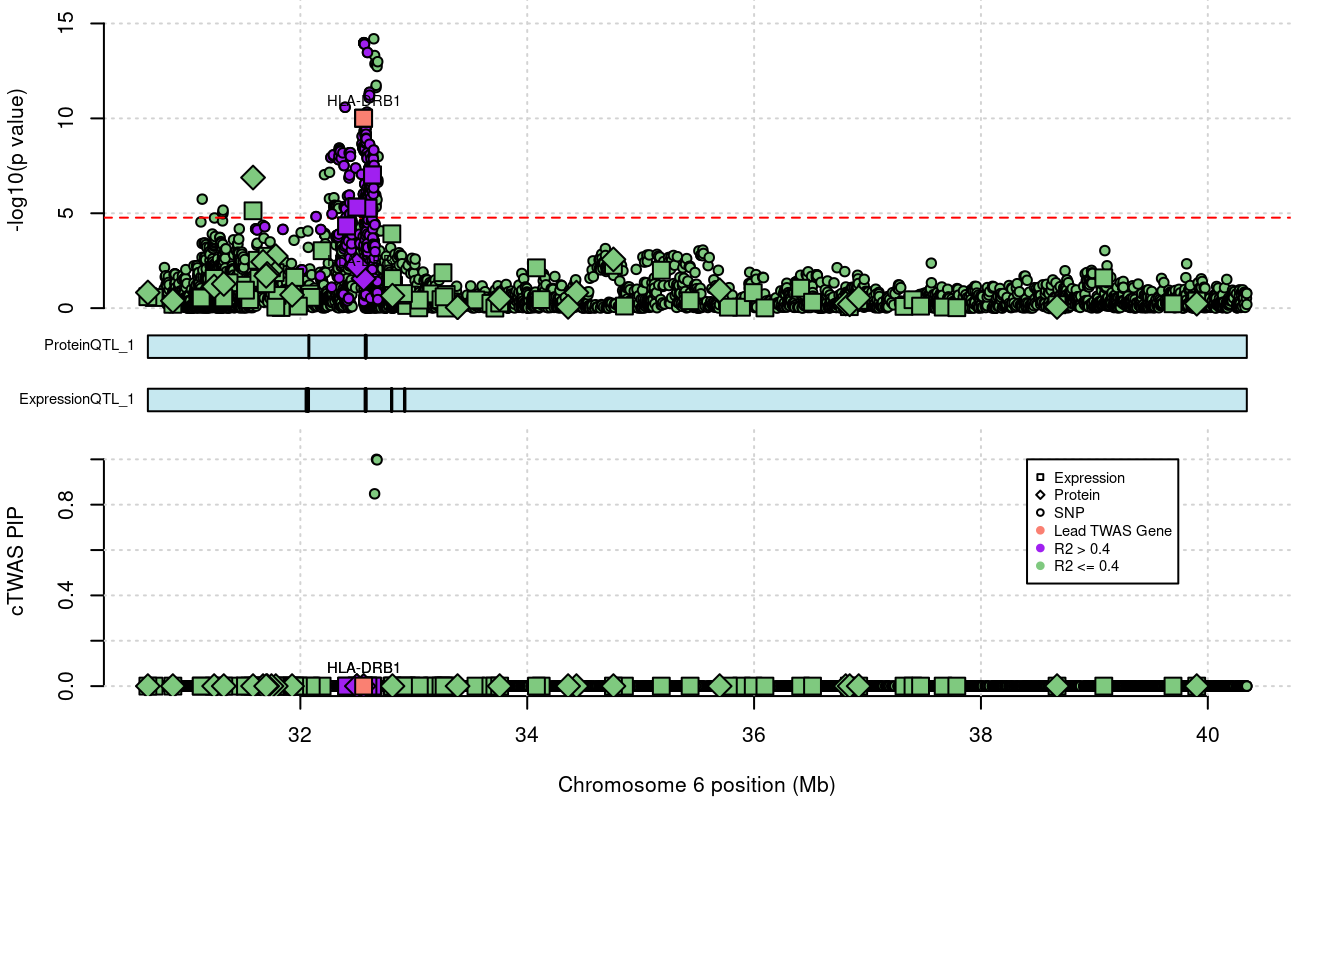 15
10
5
0
-log10(p value)
HLA-DRB1
ProteinQTL_1
ExpressionQTL_1
0.8
0.4
0.0
cTWAS PIP
Expression
Protein
SNP
Lead TWAS Gene
R2 > 0.4
R2 <= 0.4
HLA-DRB1
32 34 36 38 40
Chromosome 6 position (Mb)